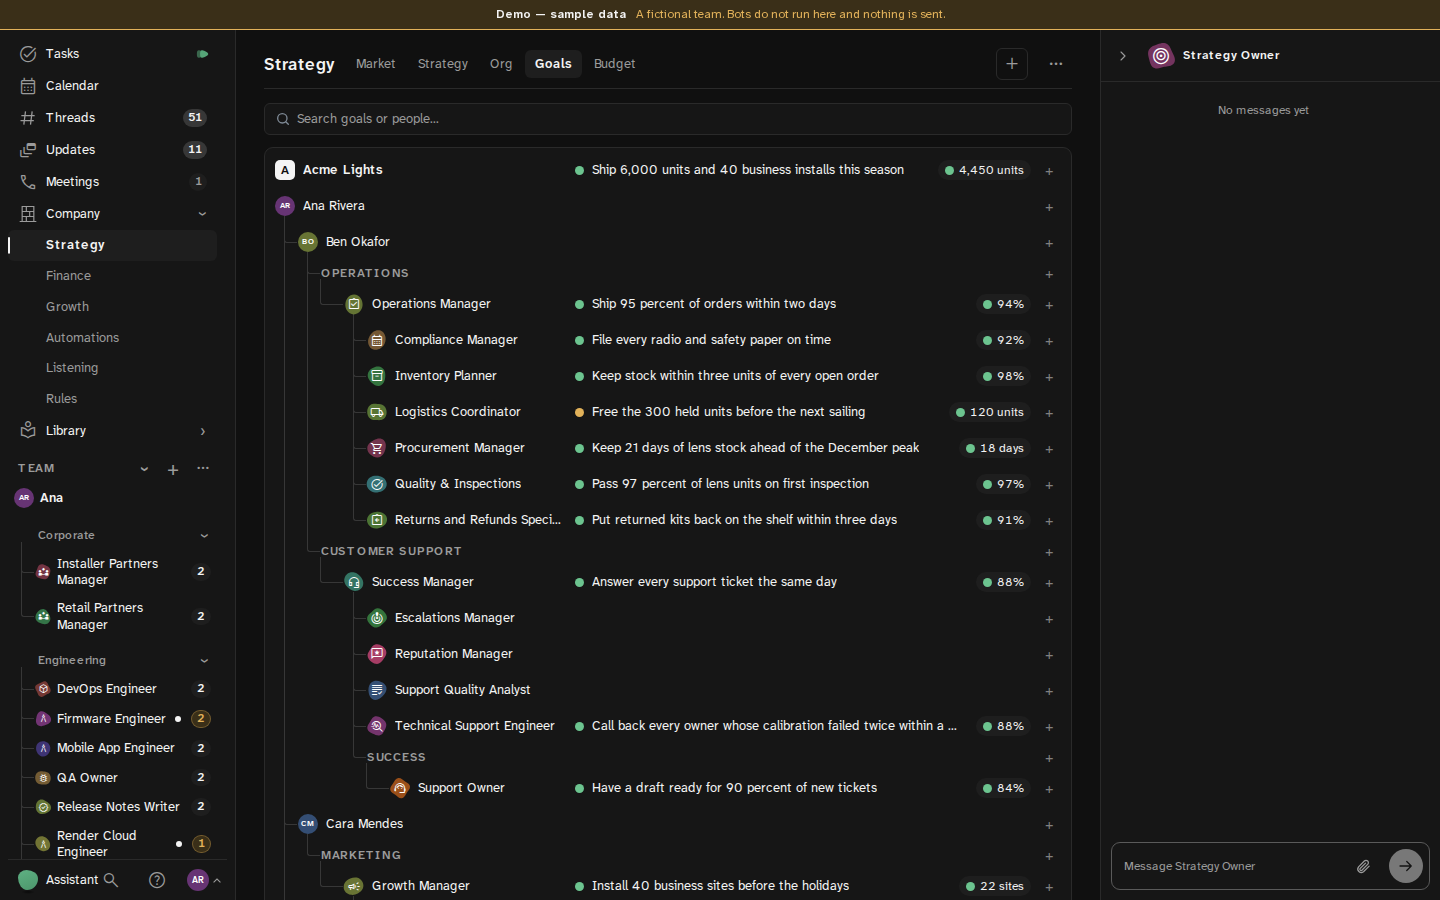 Demo — sample data A fictional team. Bots do not run here and nothing is sent.
Tasks
Calendar
Threads 51
Updates 11
Meetings 1
Company
Strategy
Finance
Growth
Automations
Listening
Rules
Library
TEAM
AR Ana
Corporate
Installer Partners Manager 2
Retail Partners Manager 2
Engineering
DevOps Engineer 2
Firmware Engineer 2
Mobile App Engineer 2
QA Owner 2
Release Notes Writer 2
Render Cloud Engineer 1
Assistant AR
Strategy Market Strategy Org Goals Budget
Search goals or people...
A Acme Lights Ship 6,000 units and 40 business installs this season 4,450 units
AR Ana Rivera
BO Ben Okafor
OPERATIONS
Operations Manager Ship 95 percent of orders within two days 94%
Compliance Manager File every radio and safety paper on time 92%
Inventory Planner Keep stock within three units of every open order 98%
Logistics Coordinator Free the 300 held units before the next sailing 120 units
Procurement Manager Keep 21 days of lens stock ahead of the December peak 18 days
Quality & Inspections Pass 97 percent of lens units on first inspection 97%
Returns and Refunds Speci... Put returned kits back on the shelf within three days 91%
CUSTOMER SUPPORT
Success Manager Answer every support ticket the same day 88%
Escalations Manager
Reputation Manager
Support Quality Analyst
Technical Support Engineer Call back every owner whose calibration failed twice within a ... 88%
SUCCESS
Support Owner Have a draft ready for 90 percent of new tickets 84%
CM Cara Mendes
MARKETING
Growth Manager Install 40 business sites before the holidays 22 sites
Strategy Owner
No messages yet
Message Strategy Owner